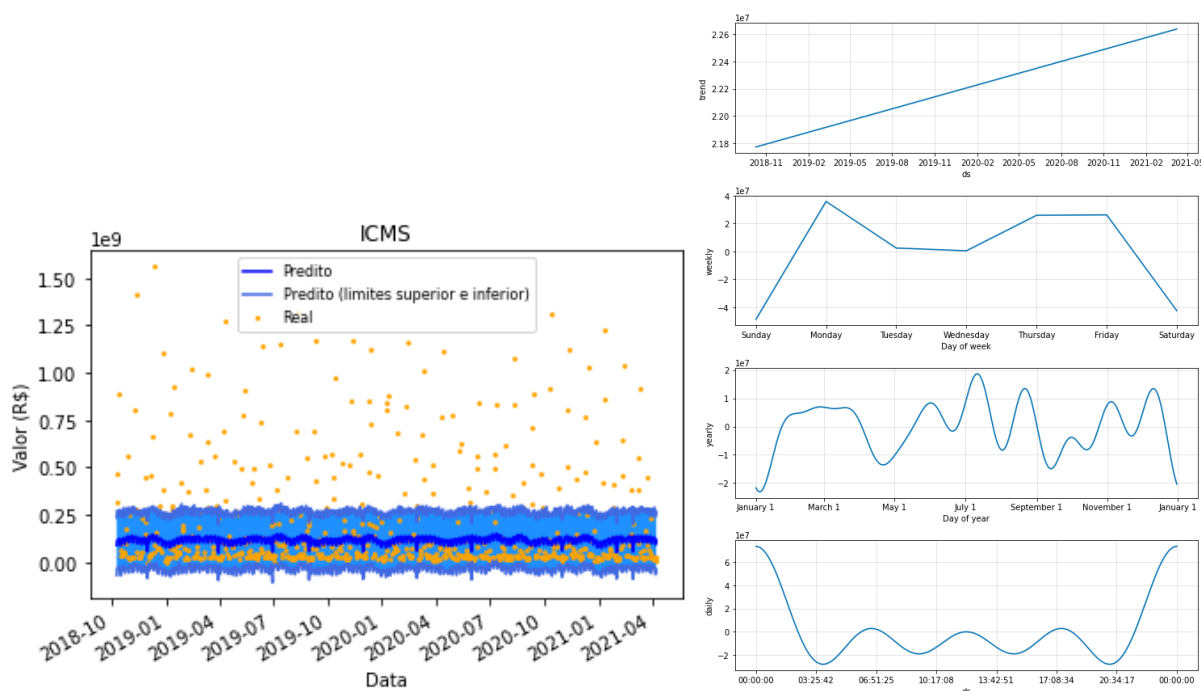 ICMS
1e9
Valor (R$)
1.50
1.25
1.00
0.75
0.50
0.25
0.00
Predito
Predito (limites superior e inferior)
Real
2018-10
2019-01
2019-04
2019-07
2019-10
2020-01
2020-04
2020-07
2020-10
2021-01
2021-04
Data
1e7
trend
2.26
2.24
2.22
2.20
2.18
2018-11 2019-02 2019-05 2019-08 2019-11 2020-02 2020-05 2020-08 2020-11 2021-02 2021-05
ds
1e7
weekly
4
2
0
−2
−4
Sunday Monday Tuesday Wednesday Thursday Friday Saturday
Day of week
1e7
yearly
2
1
0
−1
−2
January 1 March 1 May 1 July 1 September 1 November 1 January 1
Day of year
1e7
daily
6
4
2
0
−2
00:00:00 03:25:42 06:51:25 10:17:08 13:42:51 17:08:34 20:34:17 00:00:00